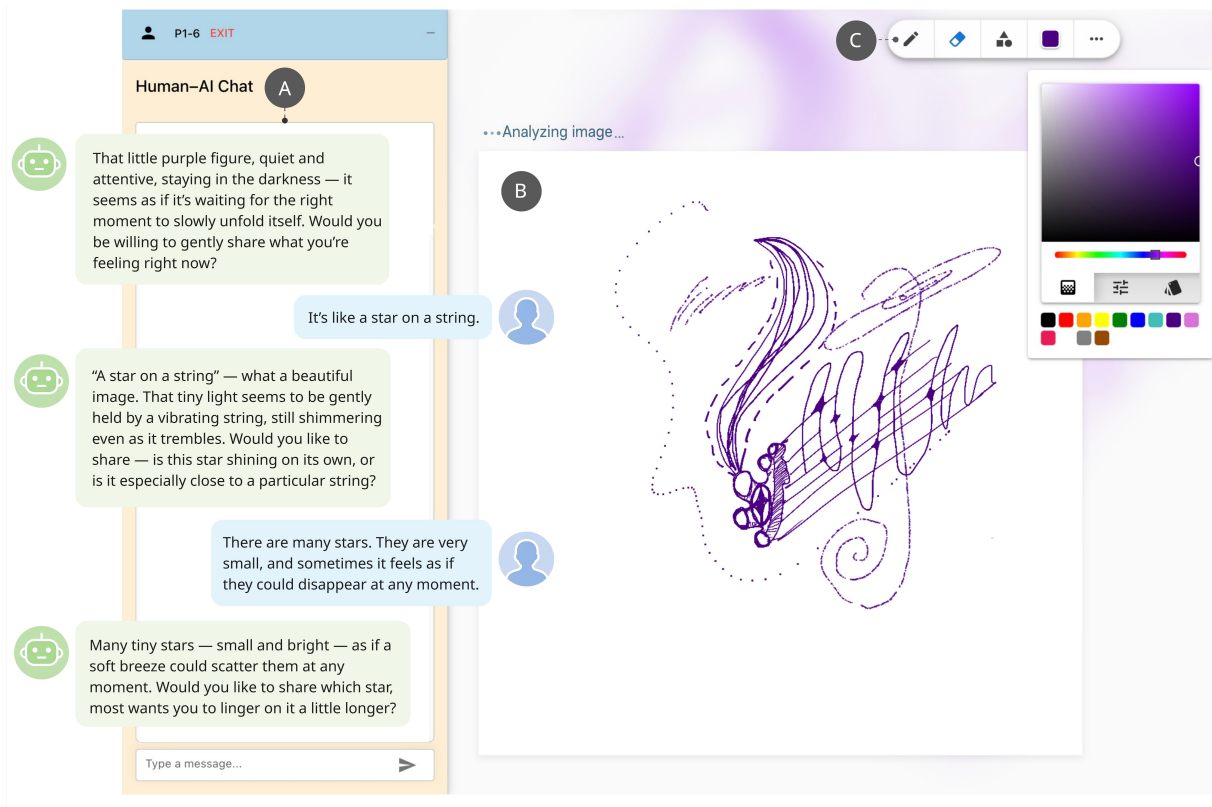 P1-6 EXIT
Human–AI Chat
A
That little purple figure, quiet and
attentive, staying in the darkness — it
seems as if it’s waiting for the right
moment to slowly unfold itself. Would you
be willing to gently share what you’re
feeling right now?
It’s like a star on a string.
“A star on a string” — what a beautiful
image. That tiny light seems to be gently
held by a vibrating string, still shimmering
even as it trembles. Would you like to
share — is this star shining on its own, or
is it especially close to a particular string?
There are many stars. They are very
small, and sometimes it feels as if
they could disappear at any moment.
Many tiny stars — small and bright — as if a
soft breeze could scatter them at any
moment. Would you like to share which star,
most wants you to linger on it a little longer?
Type a message...
C
Analyzing image...
B